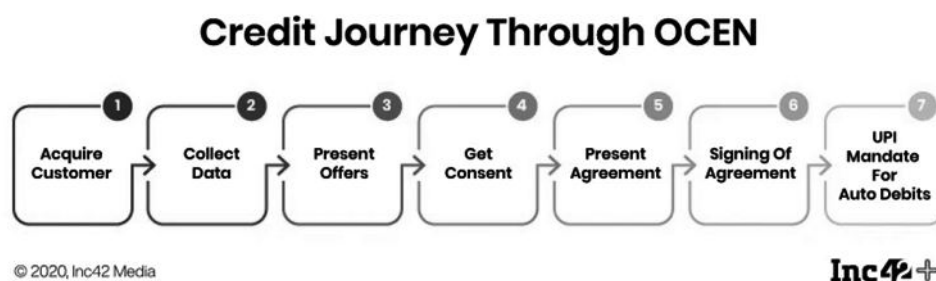 Credit Journey Through OCEN
1
Acquire
Customer
2
Collect
Data
3
Present
Offers
4
Get
Consent
5
Present
Agreement
6
Signing Of
Agreement
7
UPI
Mandate
For
Auto Debits
© 2020, Inc42 Media
Inc42+